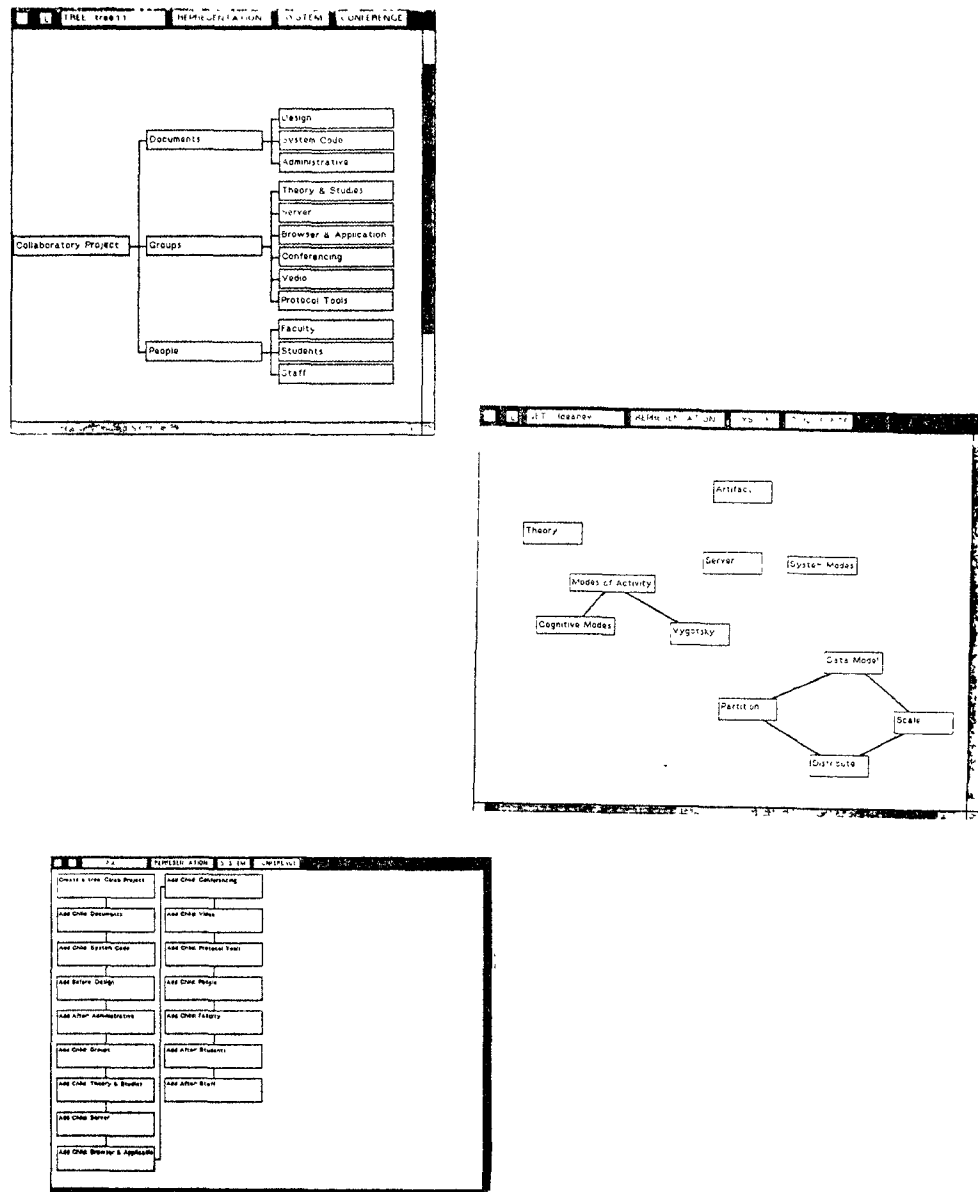 TREE tree11 REPRESENTATION SYSTEM CONFERENCE
Design
Documents
System Code
Administrative
Theory & Studies
Server
Browser & Application
Collaboratory Project
Groups
Conferencing
Vedio
Protocol Tools
Faculty
People
Students
Staff
REPRESENTATION
Artifact
Theory
Server
System Modes
Modes of Activity
Cognitive Modes
Vygotsky
Data Model
Partition
Scale
Distribute
REPRESENTATION SYSTEM CONFERENCE
Create a tree: Colab Project
Add Child: Documents
Add Child: System Code
Add Before: Design
Add After: Administrative
Add Child: Groups
Add Child: Theory & Studies
Add Child: Server
Add Child: Browser & Applicatio
Add Child: Conferencing
Add Child: Video
Add Child: Protocol Tools
Add Child: People
Add Child: Faculty
Add After: Students
Add After: Staff